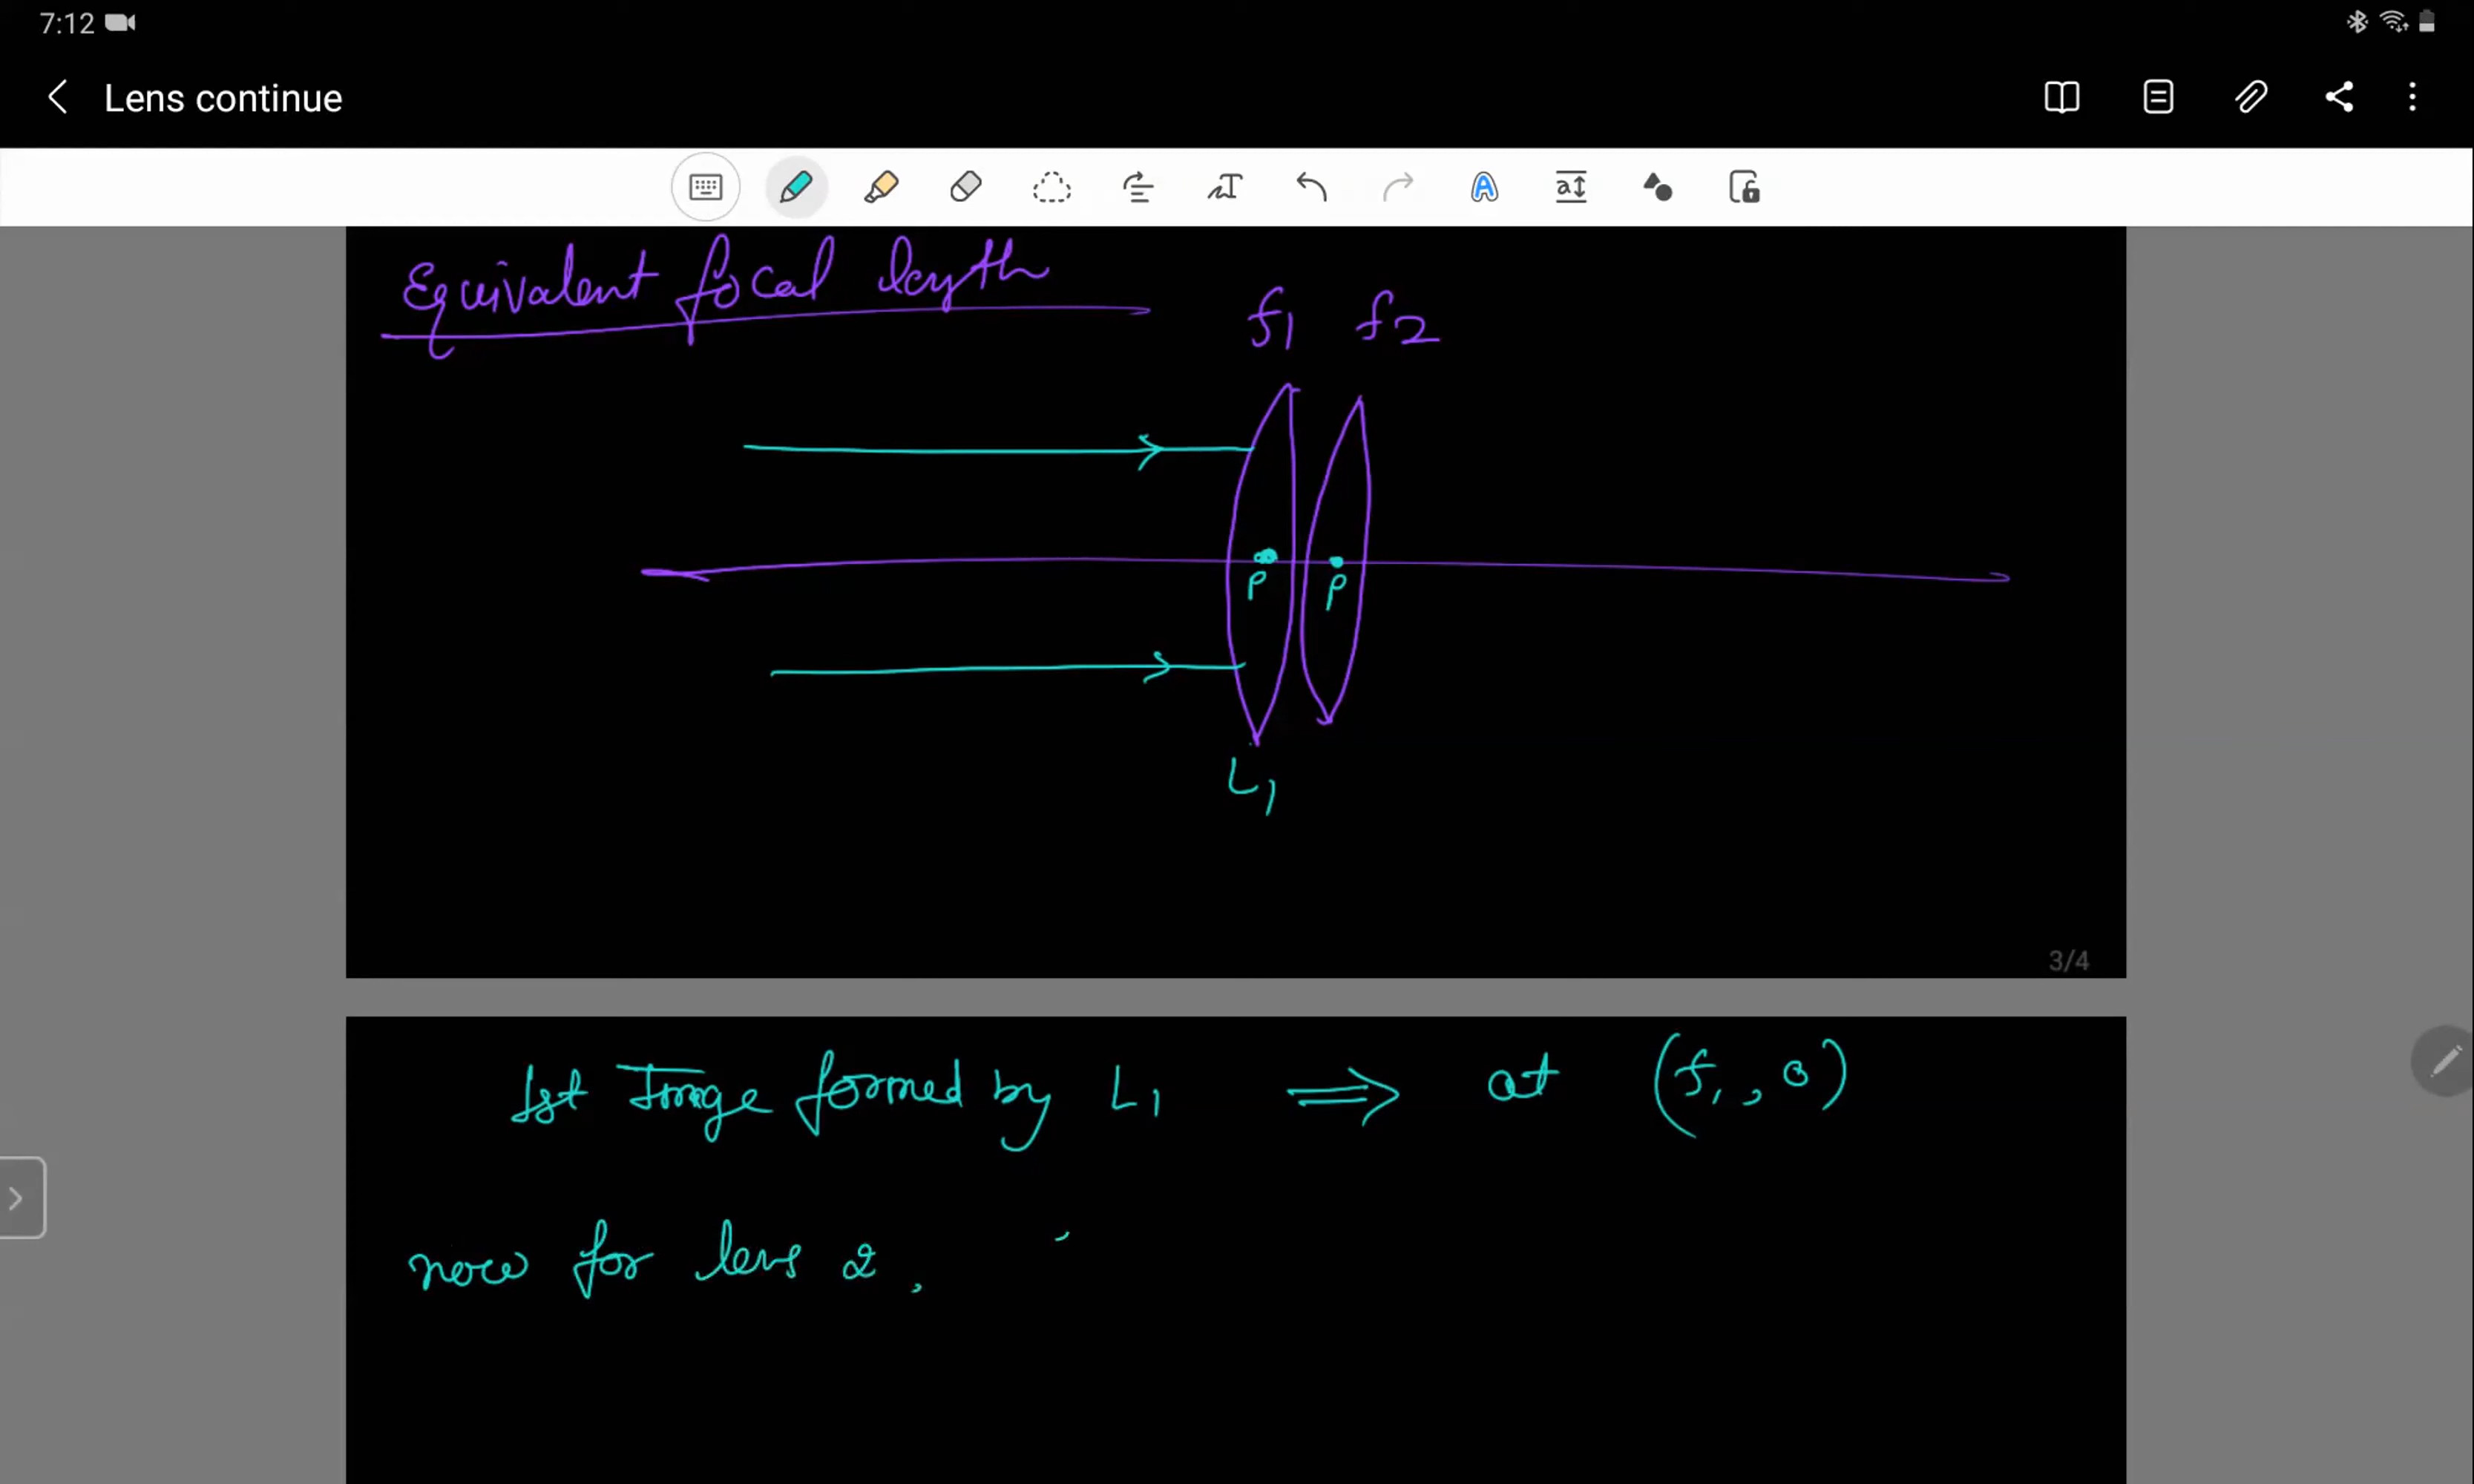 7:12
Lens continue
Equivalent focal length
f1 f2
P P
L1
3/4
1st Image formed by L1 ⇒ at (f1, 0)
now for lens 2,